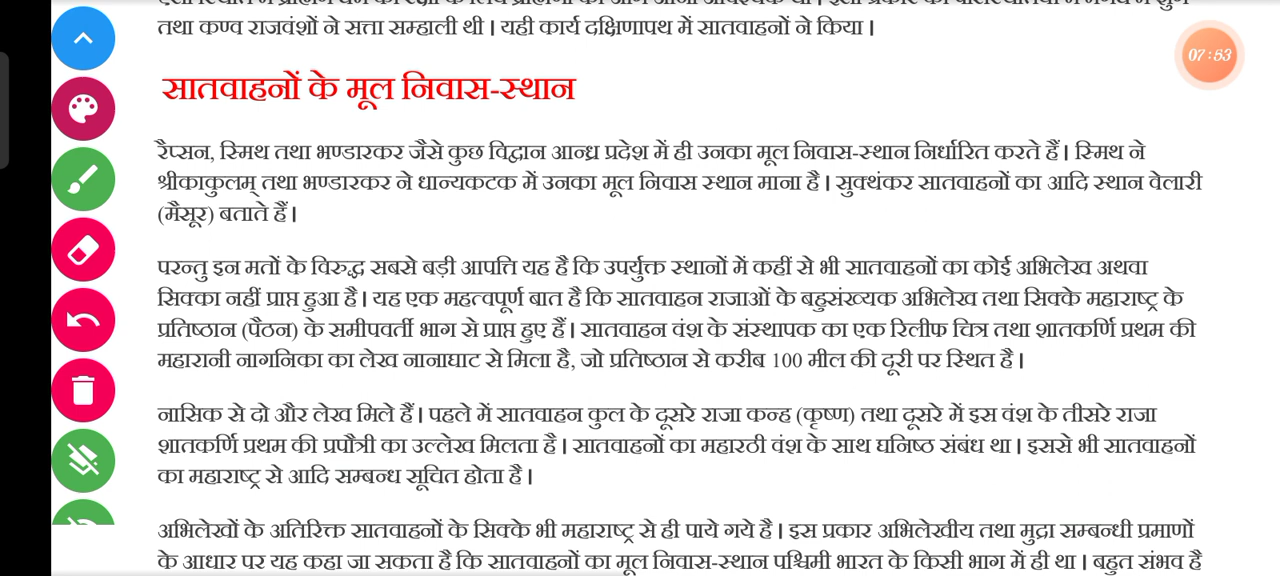 तथा कण्व राजवंशों ने सत्ता सम्हाली थी । यही कार्य दक्षिणापथ में सातवाहनों ने किया ।
07:53
सातवाहनों के मूल निवास-स्थान
रैप्सन, स्मिथ तथा भण्डारकर जैसे कुछ विद्वान आन्ध्र प्रदेश में ही उनका मूल निवास-स्थान निर्धारित करते हैं । स्मिथ ने
श्रीकाकुलम् तथा भण्डारकर ने धान्यकटक में उनका मूल निवास स्थान माना है । सुक्थंकर सातवाहनों का आदि स्थान वेलारी
(मैसूर) बताते हैं ।
परन्तु इन मतों के विरुद्ध सबसे बड़ी आपत्ति यह है कि उपर्युक्त स्थानों में कहीं से भी सातवाहनों का कोई अभिलेख अथवा
सिक्का नहीं प्राप्त हुआ है । यह एक महत्वपूर्ण बात है कि सातवाहन राजाओं के बहुसंख्यक अभिलेख तथा सिक्के महाराष्ट्र के
प्रतिष्ठान (पैठन) के समीपवर्ती भाग से प्राप्त हुए हैं । सातवाहन वंश के संस्थापक का एक रिलीफ चित्र तथा शातकर्णि प्रथम की
महारानी नागनिका का लेख नानाघाट से मिला है, जो प्रतिष्ठान से करीब 100 मील की दूरी पर स्थित है ।
नासिक से दो और लेख मिले हैं । पहले में सातवाहन कुल के दूसरे राजा कन्ह (कृष्ण) तथा दूसरे में इस वंश के तीसरे राजा
शातकर्णि प्रथम की प्रपौत्री का उल्लेख मिलता है । सातवाहनों का महारठी वंश के साथ घनिष्ठ संबंध था । इससे भी सातवाहनों
का महाराष्ट्र से आदि सम्बन्ध सूचित होता है ।
अभिलेखों के अतिरिक्त सातवाहनों के सिक्के भी महाराष्ट्र से ही पाये गये है । इस प्रकार अभिलेखीय तथा मुद्रा सम्बन्धी प्रमाणों
के आधार पर यह कहा जा सकता है कि सातवाहनों का मूल निवास-स्थान पश्चिमी भारत के किसी भाग में ही था । बहुत संभव है